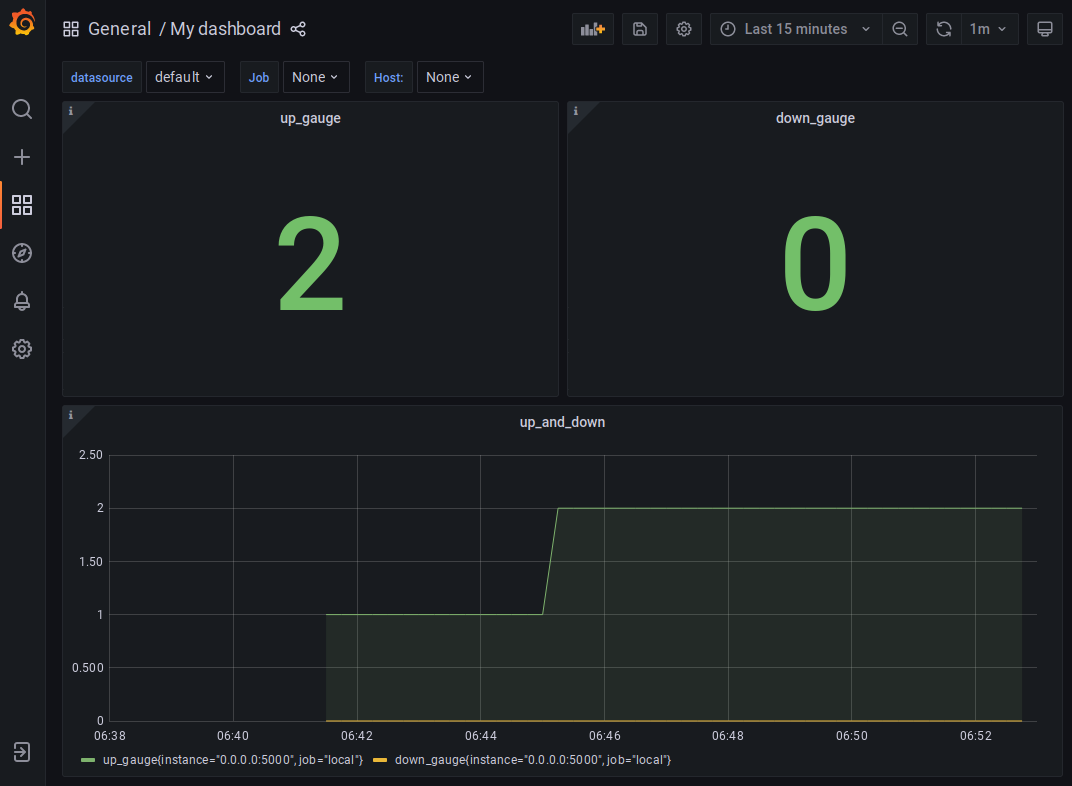 General / My dashboard
Last 15 minutes
1m
datasource default Job None Host: None
i
up_gauge
2
i
down_gauge
0
i
up_and_down
2.50
2
1.50
1
0.500
0
06:38 06:40 06:42 06:44 06:46 06:48 06:50 06:52
up_gauge{instance="0.0.0.0:5000", job="local"} down_gauge{instance="0.0.0.0:5000", job="local"}